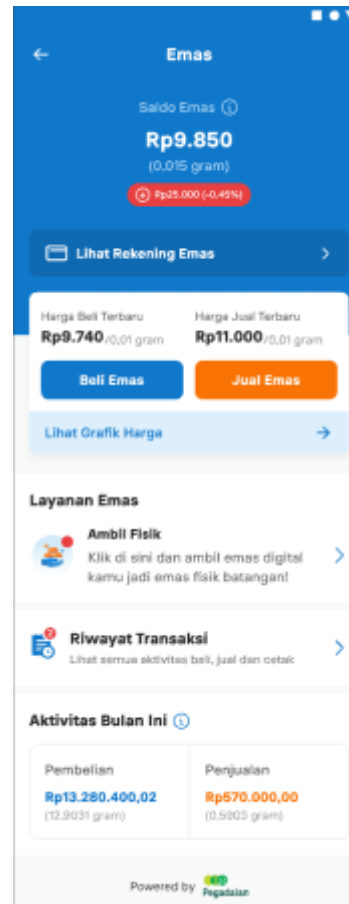 Emas
Saldo Emas
Rp9.850
(0,015 gram)
Rp25.000 (-0,45%)
Lihat Rekening Emas
Harga Beli Terbaru
Rp9.740/0,01 gram
Harga Jual Terbaru
Rp11.000/0,01 gram
Beli Emas
Jual Emas
Lihat Grafik Harga
Layanan Emas
Ambil Fisik
Klik di sini dan ambil emas digital
kamu jadi emas fisik batangan!
2
Riwayat Transaksi
Lihat semua aktivitas beli, jual dan cetak
Aktivitas Bulan Ini
Pembelian
Rp13.280.400,02
(12,9031 gram)
Penjualan
Rp570.000,00
(0,5903 gram)
Powered by Pegadaian